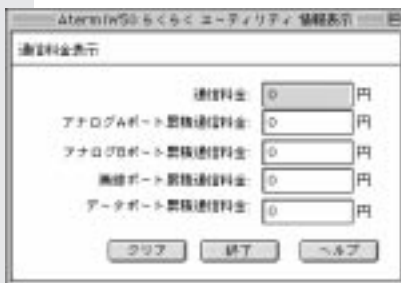 AtermIW50 らくらく ユーティリティ 情報表示
通信料金表示
通信料金: 0 円
アナログAポート累積通信料金: 0 円
アナログBポート累積通信料金: 0 円
無線ポート累積通信料金: 0 円
データポート累積通信料金: 0 円
クリア 終了 ヘルプ